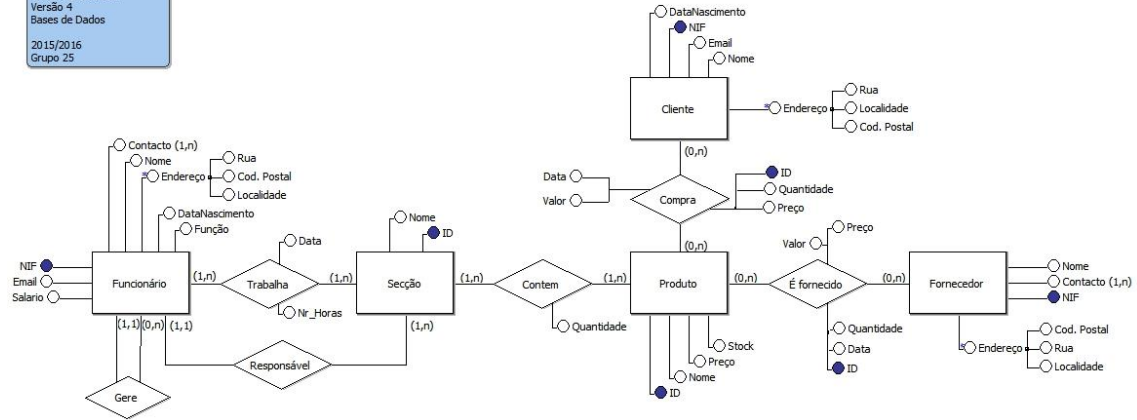 Versão 4
Bases de Dados
2015/2016
Grupo 25
DataNascimento
NIF
Email
Nome
Cliente
Endereço
Rua
Localidade
Cod. Postal
(0,n)
Data
Valor
Compra
ID
Quantidade
Preço
(0,n)
Contacto (1,n)
Nome
Endereço
Rua
Cod. Postal
Localidade
DataNascimento
Função
NIF
Email
Salario
Funcionário
(1,n)
Data
Trabalha
Nr_Horas
(1,n)
Nome
ID
Secção
(1,n)
Contem
Quantidade
(1,n)
Produto
Stock
Preço
Nome
ID
(0,n)
Preço
Valor
É fornecido
Quantidade
Data
ID
(0,n)
Fornecedor
Nome
Contacto (1,n)
NIF
Endereço
Cod. Postal
Rua
Localidade
(1,1)
(0,n)
(1,1)
(1,n)
Responsável
Gere